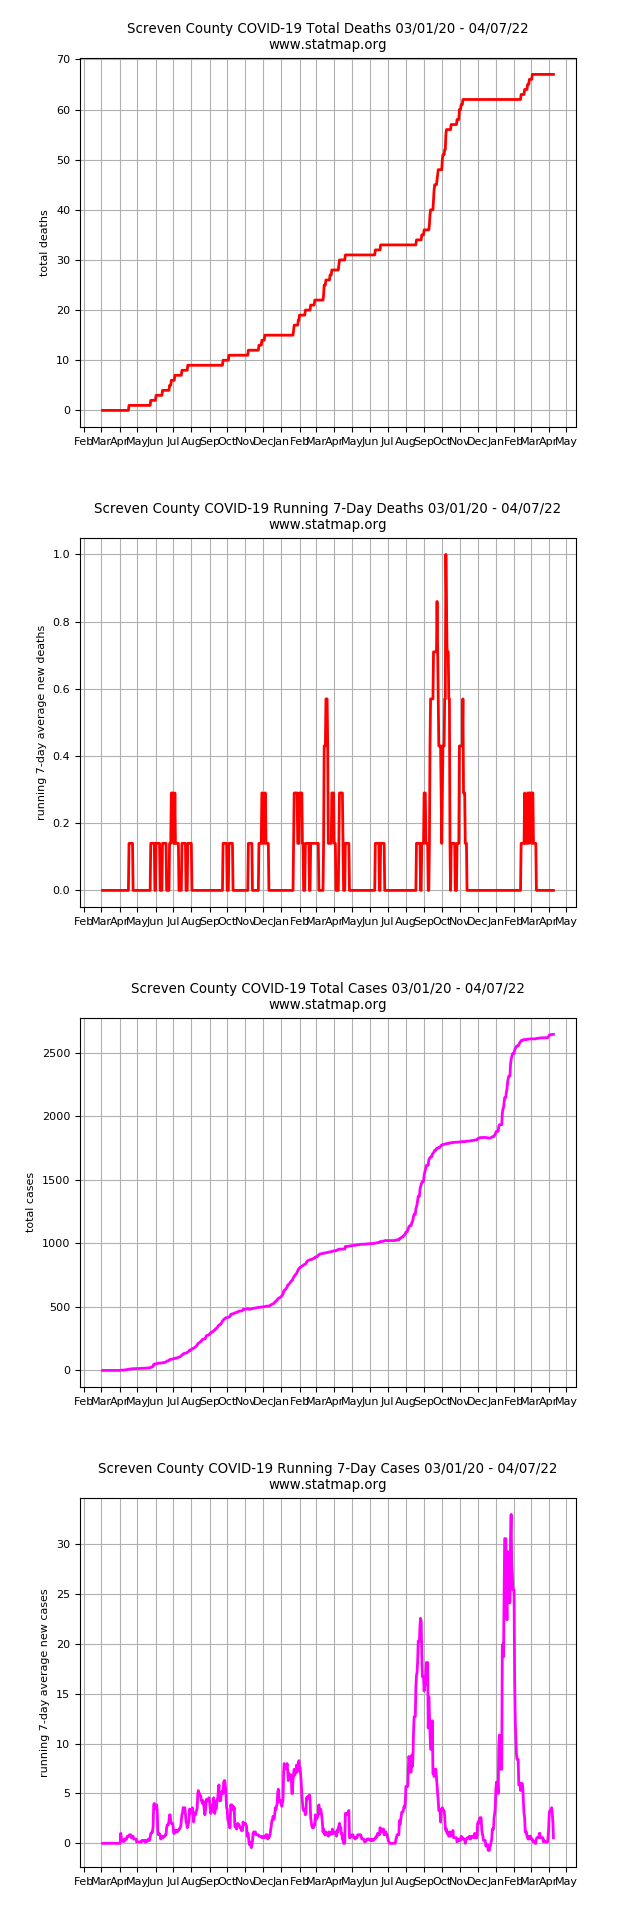 Screven County COVID-19 Total Deaths 03/01/20 - 04/07/22
www.statmap.org
70
60
50
40
30
20
10
0
total deaths
Feb Mar Apr May Jun Jul Aug Sep Oct Nov Dec Jan Feb Mar Apr May Jun Jul Aug Sep Oct Nov Dec Jan Feb Mar Apr May
Screven County COVID-19 Running 7-Day Deaths 03/01/20 - 04/07/22
www.statmap.org
1.0
0.8
0.6
0.4
0.2
0.0
running 7-day average new deaths
Feb Mar Apr May Jun Jul Aug Sep Oct Nov Dec Jan Feb Mar Apr May Jun Jul Aug Sep Oct Nov Dec Jan Feb Mar Apr May
Screven County COVID-19 Total Cases 03/01/20 - 04/07/22
www.statmap.org
2500
2000
1500
1000
500
0
total cases
Feb Mar Apr May Jun Jul Aug Sep Oct Nov Dec Jan Feb Mar Apr May Jun Jul Aug Sep Oct Nov Dec Jan Feb Mar Apr May
Screven County COVID-19 Running 7-Day Cases 03/01/20 - 04/07/22
www.statmap.org
30
25
20
15
10
5
0
running 7-day average new cases
Feb Mar Apr May Jun Jul Aug Sep Oct Nov Dec Jan Feb Mar Apr May Jun Jul Aug Sep Oct Nov Dec Jan Feb Mar Apr May